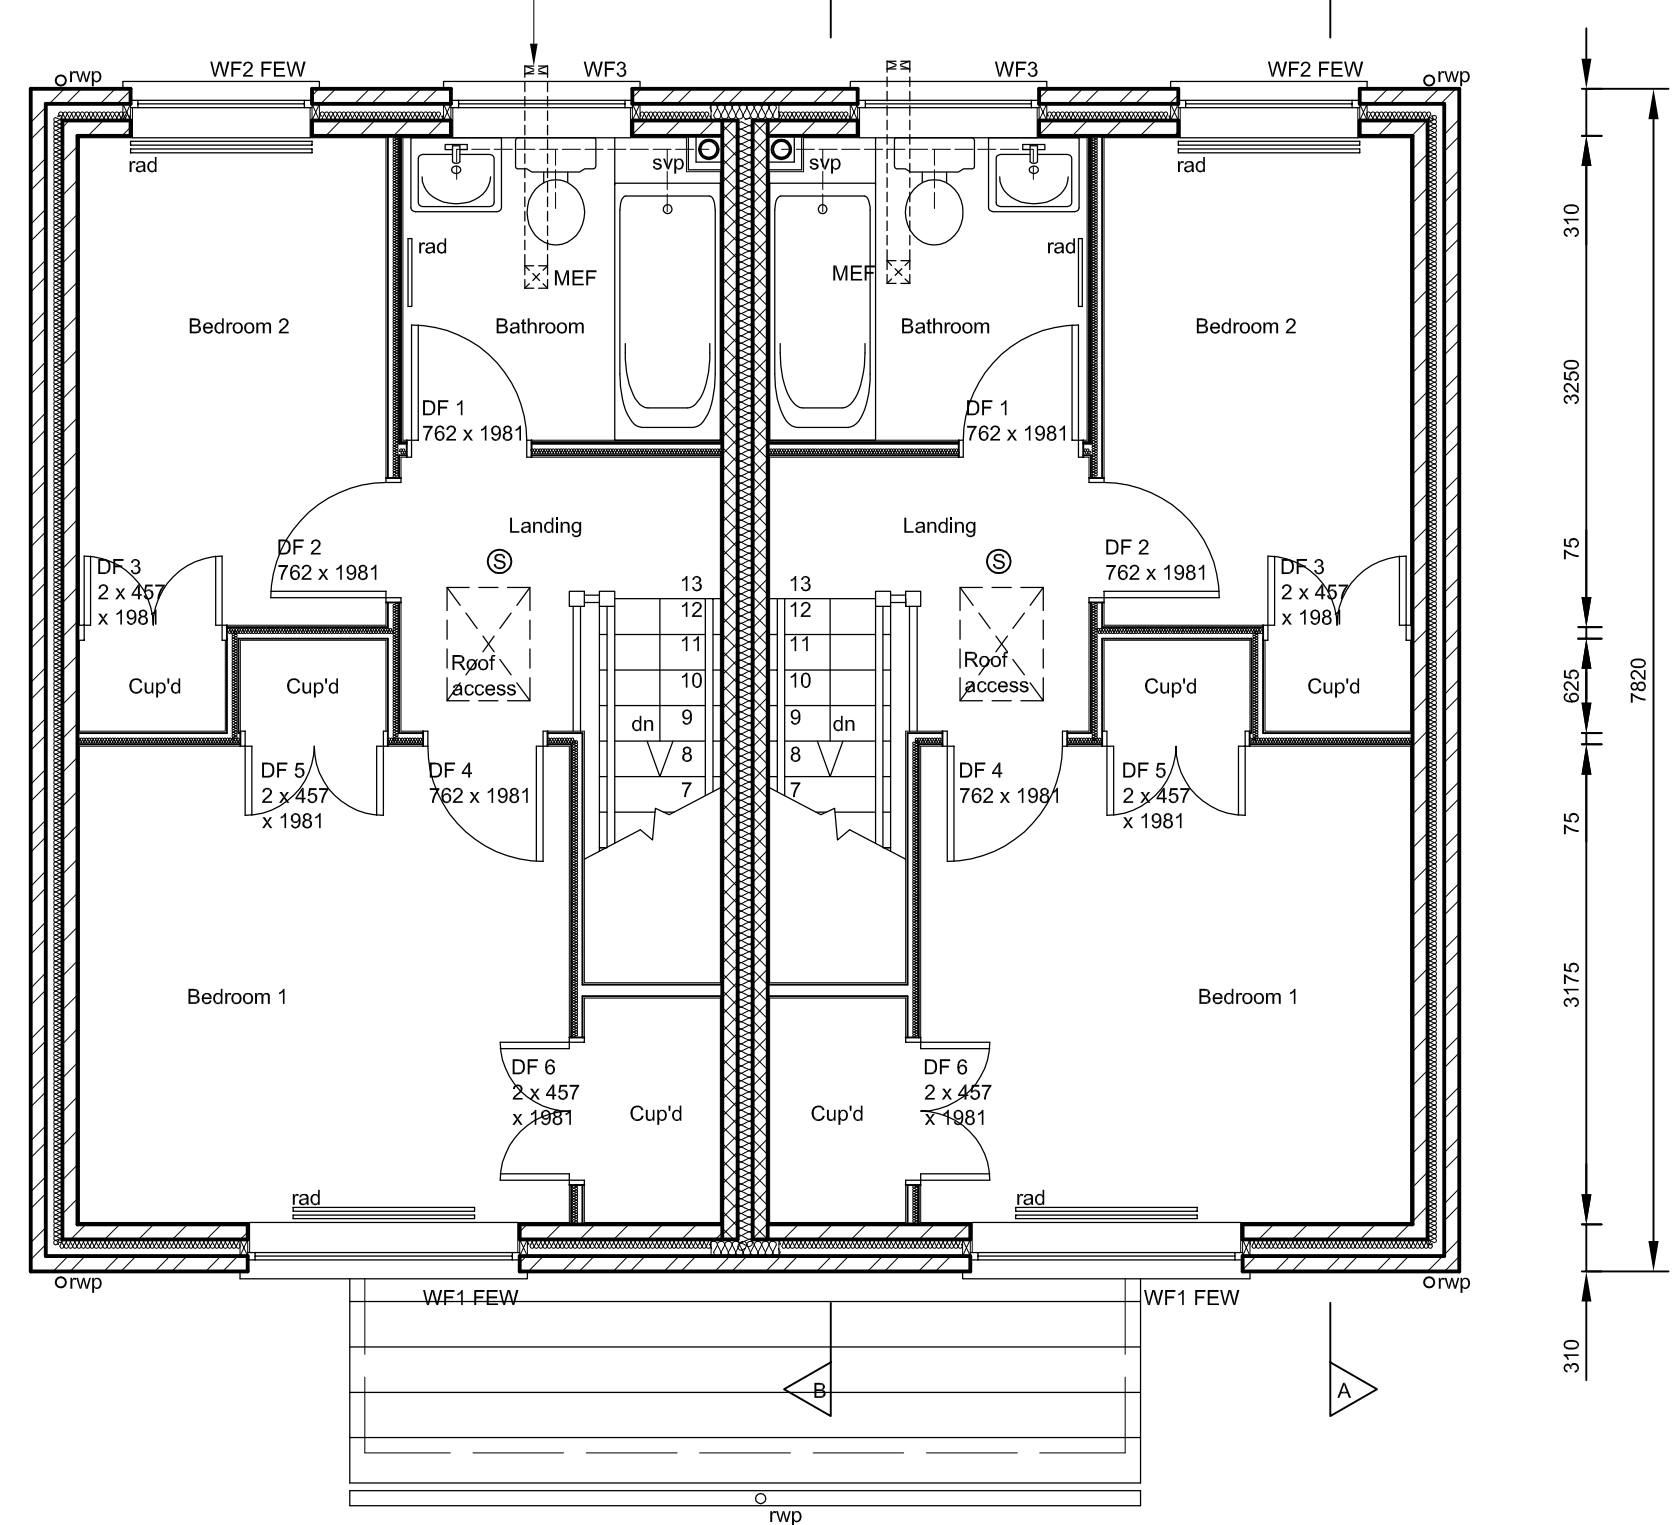 rwp
WF2 FEW
WF3
WF3
WF2 FEW
rwp
rad
svp
svp
rad
rad
rad
MEF
MEF
310
Bedroom 2
Bathroom
Bathroom
Bedroom 2
3250
DF 1
762 x 1981
DF 1
762 x 1981
Landing
Landing
S
S
DF 2
762 x 1981
DF 2
762 x 1981
75
DF 3
2 x 457
x 1981
DF 3
2 x 457
x 1981
13
12
11
10
9
8
7
13
12
11
10
9
8
7
Roof
access
Roof
access
Cup'd
Cup'd
Cup'd
Cup'd
625
7820
dn
dn
DF 5
2 x 457
x 1981
DF 4
762 x 1981
DF 4
762 x 1981
DF 5
2 x 457
x 1981
75
Bedroom 1
Bedroom 1
3175
DF 6
2 x 457
x 1981
DF 6
2 x 457
x 1981
Cup'd
Cup'd
rad
rad
rwp
WF1 FEW
WF1 FEW
rwp
310
B
A
rwp